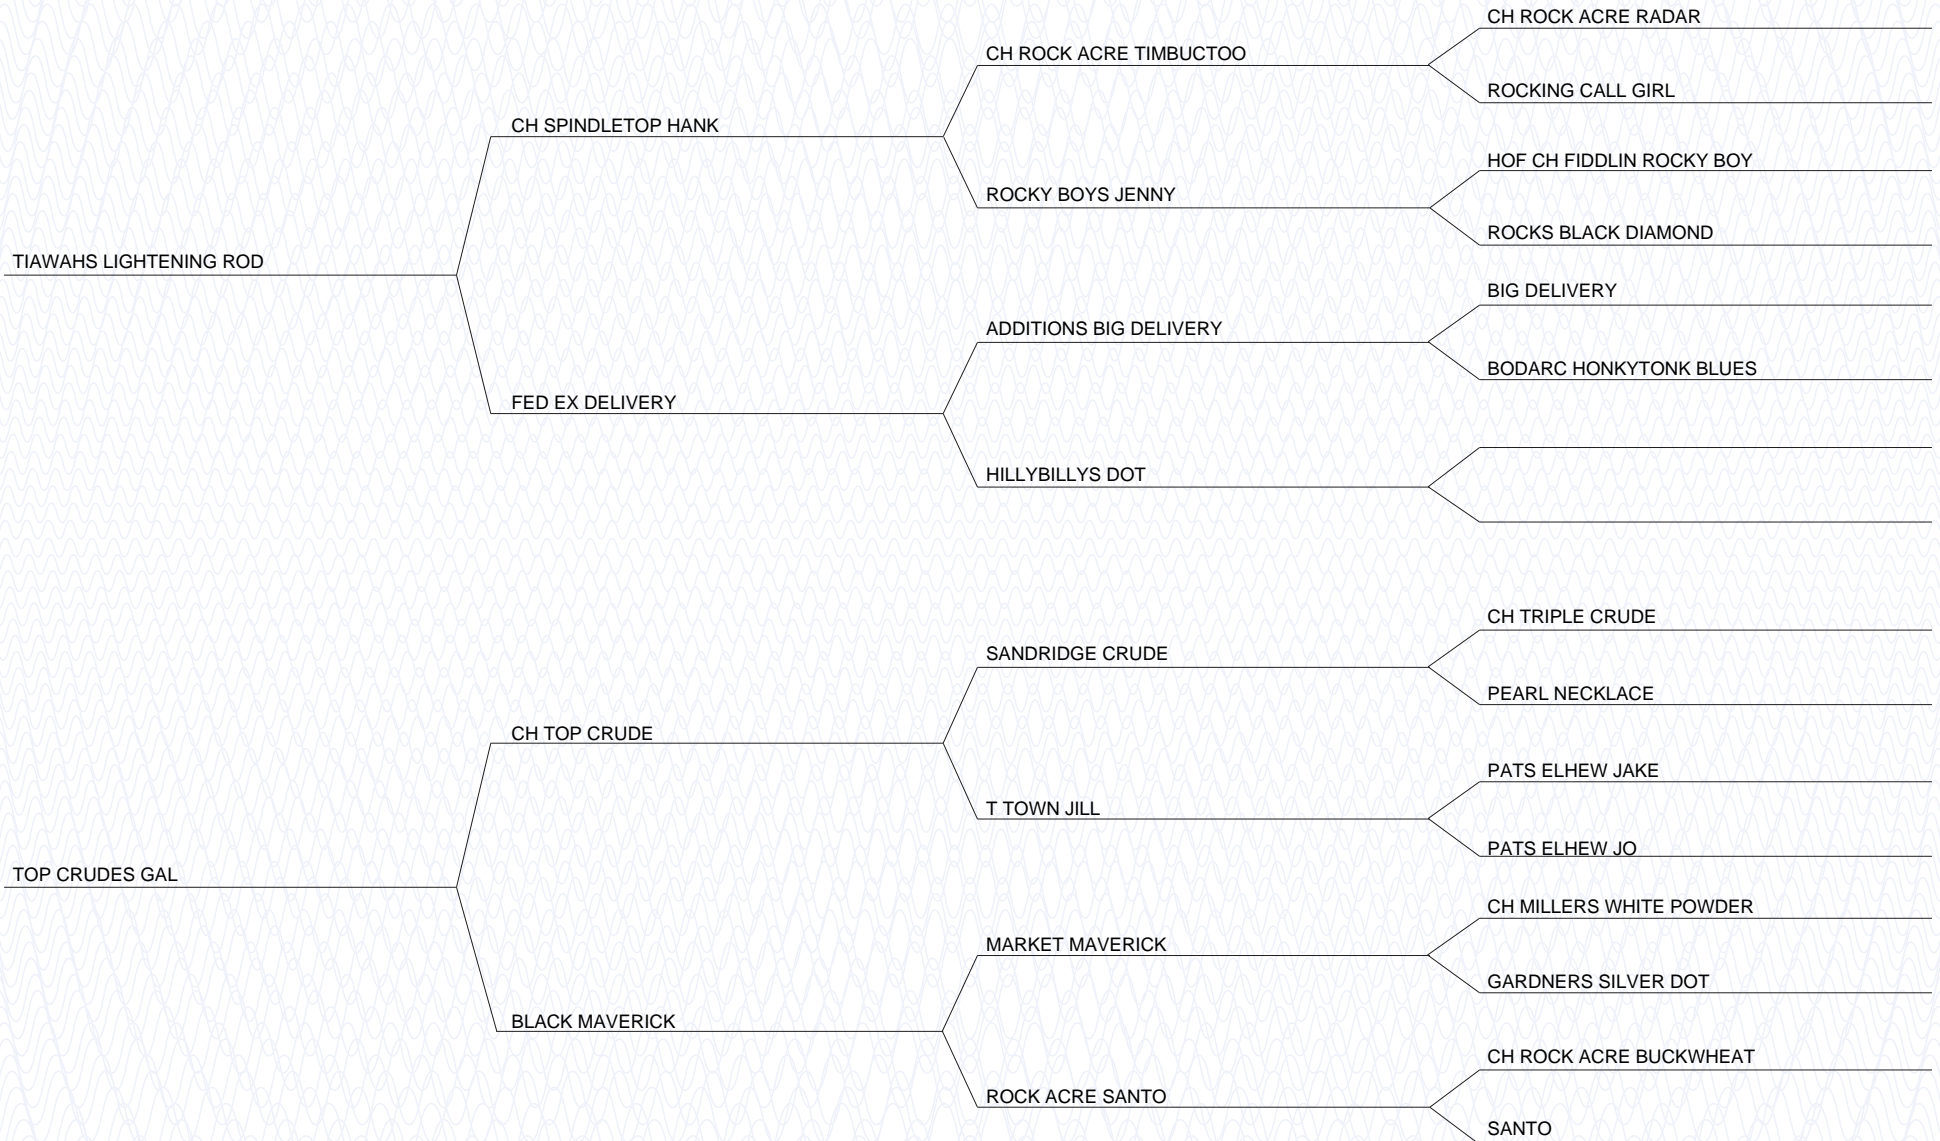 CH ROCK ACRE RADAR
CH ROCK ACRE TIMBUCTOO
ROCKING CALL GIRL
CH SPINDLETOP HANK
HOF CH FIDDLIN ROCKY BOY
ROCKY BOYS JENNY
ROCKS BLACK DIAMOND
TIAWAHS LIGHTENING ROD
BIG DELIVERY
ADDITIONS BIG DELIVERY
BODARC HONKYTONK BLUES
FED EX DELIVERY
HILLYBILLYS DOT
CH TRIPLE CRUDE
SANDRIDGE CRUDE
PEARL NECKLACE
CH TOP CRUDE
PATS ELHEW JAKE
T TOWN JILL
PATS ELHEW JO
TOP CRUDES GAL
CH MILLERS WHITE POWDER
MARKET MAVERICK
GARDNERS SILVER DOT
BLACK MAVERICK
CH ROCK ACRE BUCKWHEAT
ROCK ACRE SANTO
SANTO